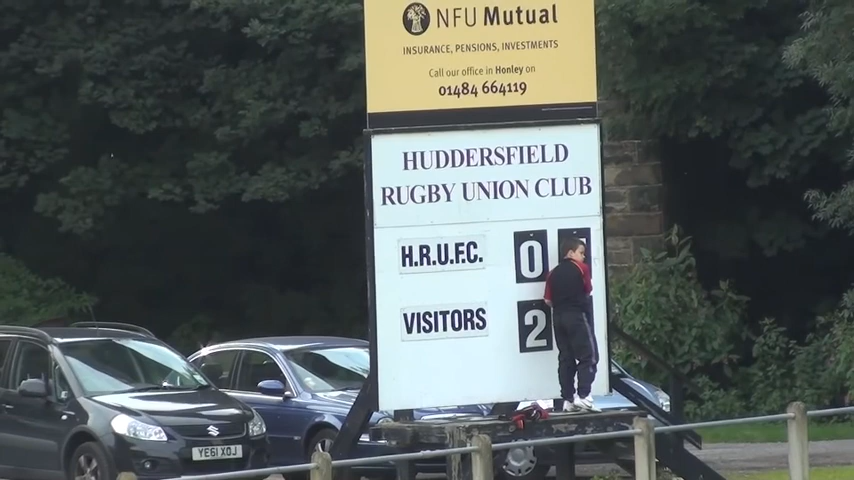 NFU Mutual
INSURANCE, PENSIONS, INVESTMENTS
Call our office in Honley on
01484 664119
HUDDERSFIELD
RUGBY UNION CLUB
H.R.U.F.C. 0
VISITORS 2
YE61 XOJ